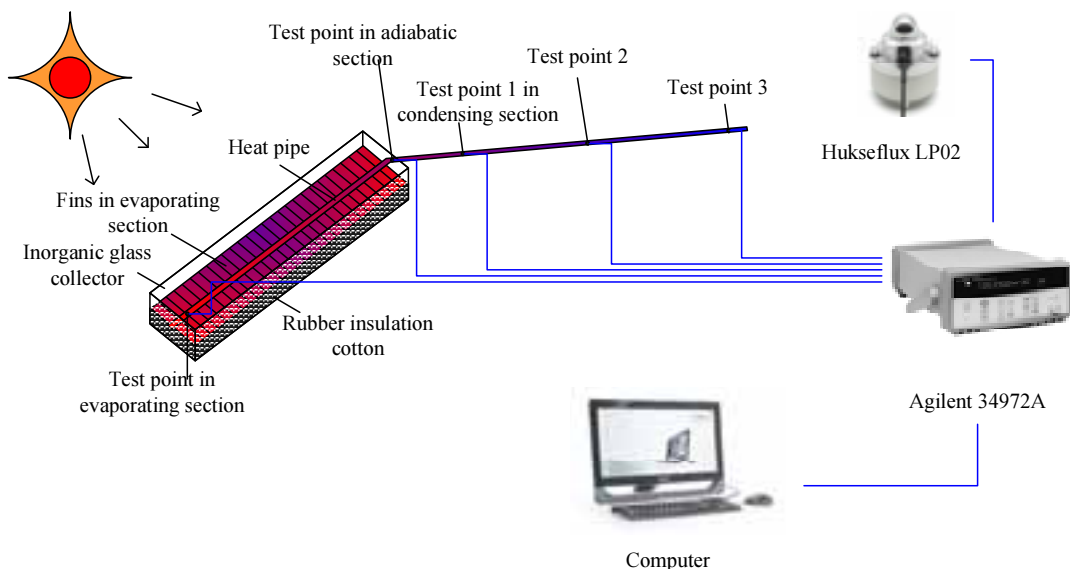 Test point in adiabatic
section
Test point 2
Test point 1 in
condensing section
Test point 3
Heat pipe
Hukseflux LP02
Fins in evaporating
section
Inorganic glass
collector
Rubber insulation
cotton
Test point in
evaporating section
Agilent 34972A
Computer